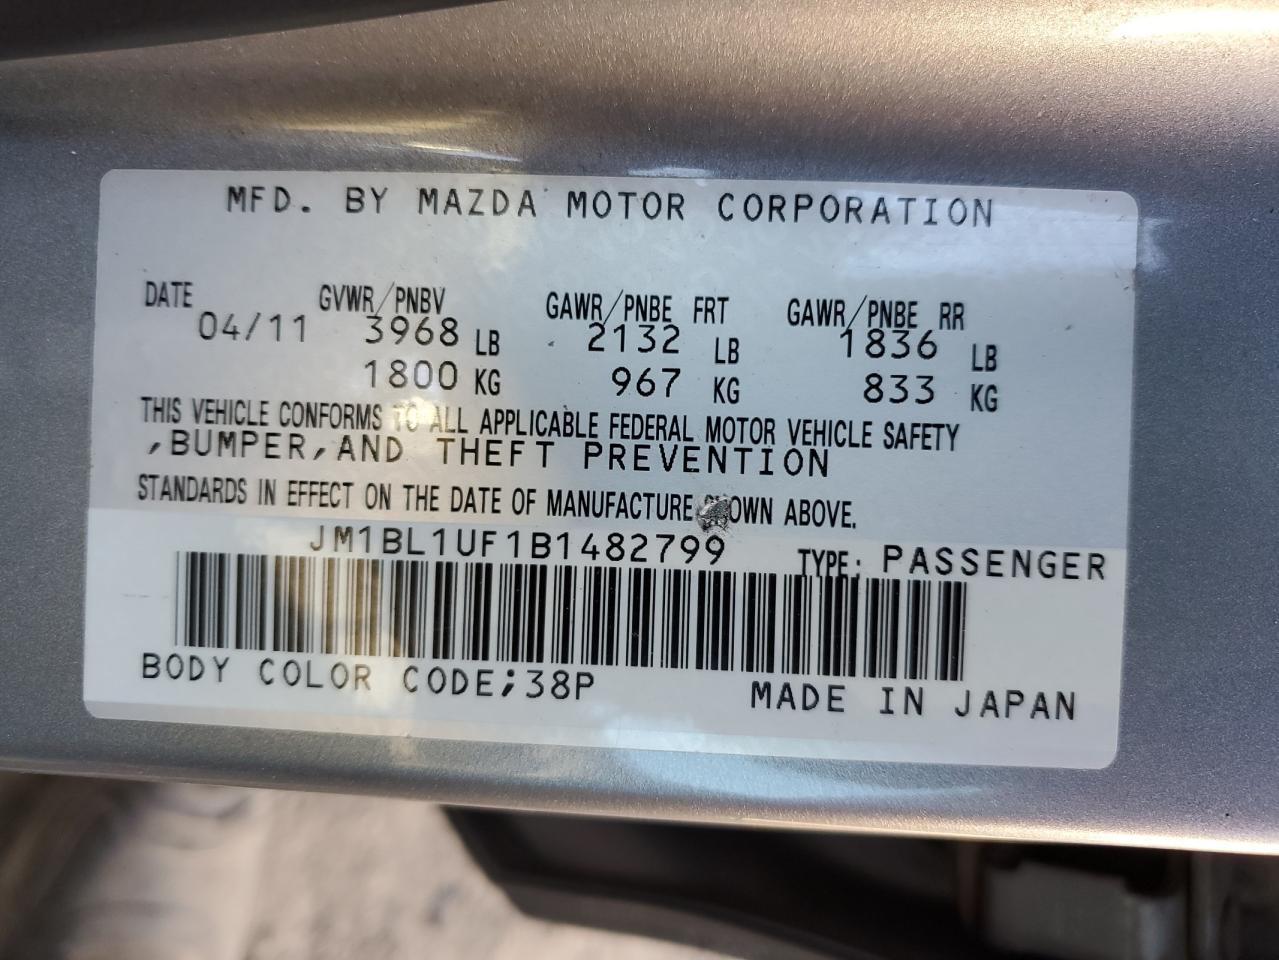 MFD. BY MAZDA MOTOR CORPORATION
DATE GVWR/PNBV GAWR/PNBE FRT GAWR/PNBE RR
04/11 3968 LB 2132 LB 1836 LB
1800 KG 967 KG 833 KG
THIS VEHICLE CONFORMS TO ALL APPLICABLE FEDERAL MOTOR VEHICLE SAFETY
,BUMPER,AND THEFT PREVENTION
STANDARDS IN EFFECT ON THE DATE OF MANUFACTURE SHOWN ABOVE.
JM1BL1UF1B1482799 TYPE: PASSENGER
BODY COLOR CODE;38P MADE IN JAPAN